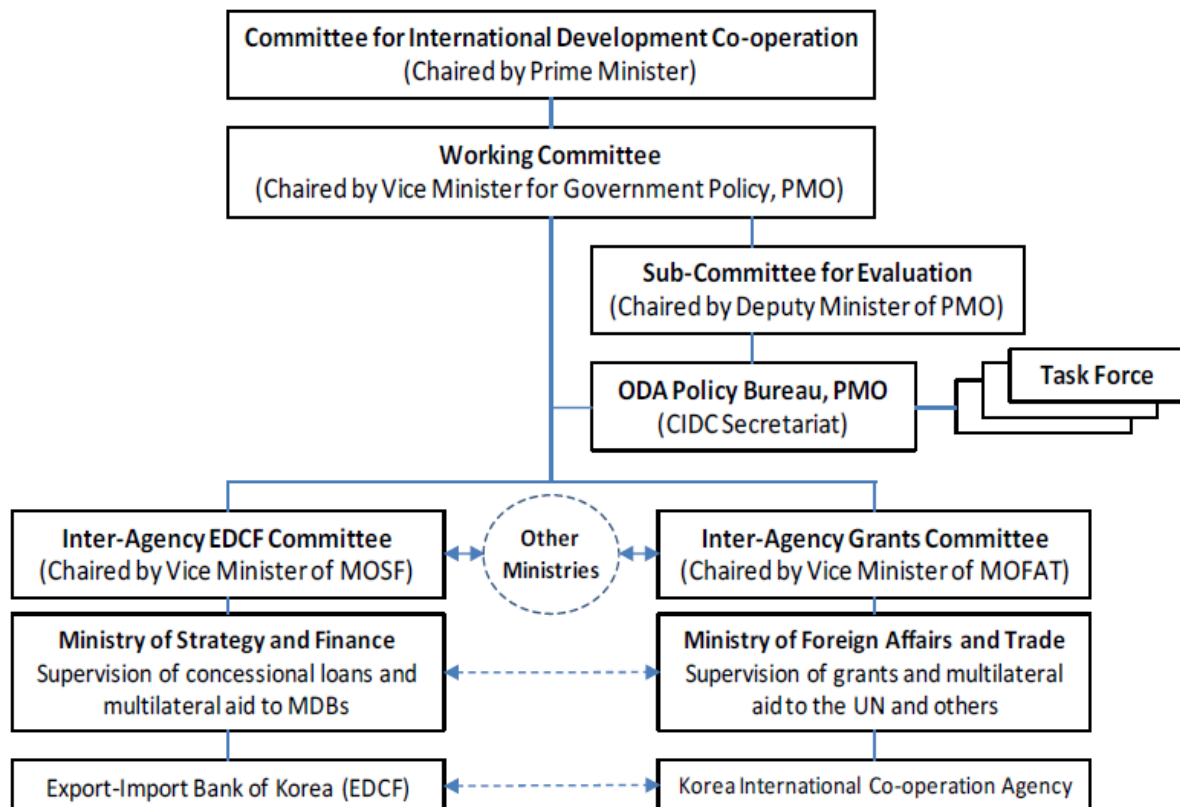 Committee for International Development Co-operation
(Chaired by Prime Minister)
Working Committee
(Chaired by Vice Minister for Government Policy, PMO)
Sub-Committee for Evaluation
(Chaired by Deputy Minister of PMO)
ODA Policy Bureau, PMO
(CIDC Secretariat)
Task Force
Inter-Agency EDCF Committee
(Chaired by Vice Minister of MOSF)
Other
Ministries
Inter-Agency Grants Committee
(Chaired by Vice Minister of MOFAT)
Ministry of Strategy and Finance
Supervision of concessional loans and
multilateral aid to MDBs
Ministry of Foreign Affairs and Trade
Supervision of grants and multilateral
aid to the UN and others
Export-Import Bank of Korea (EDCF)
Korea International Co-operation Agency